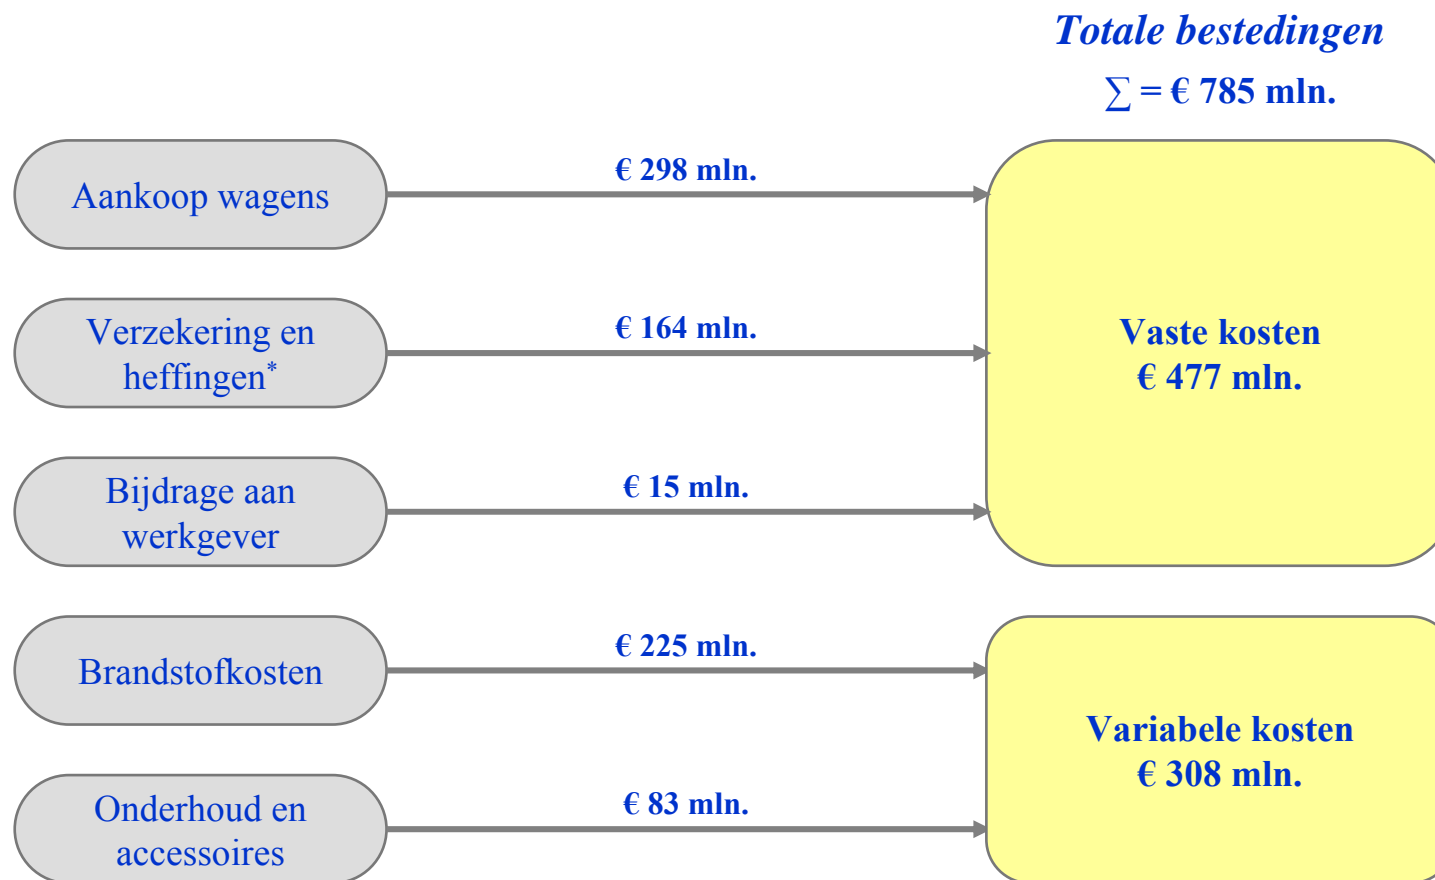 Totale bestedingen
∑ = € 785 mln.
Aankoop wagens
€ 298 mln.
Verzekering en
heffingen*
€ 164 mln.
Bijdrage aan
werkgever
€ 15 mln.
Vaste kosten
€ 477 mln.
Brandstofkosten
€ 225 mln.
Onderhoud en
accessoires
€ 83 mln.
Variabele kosten
€ 308 mln.